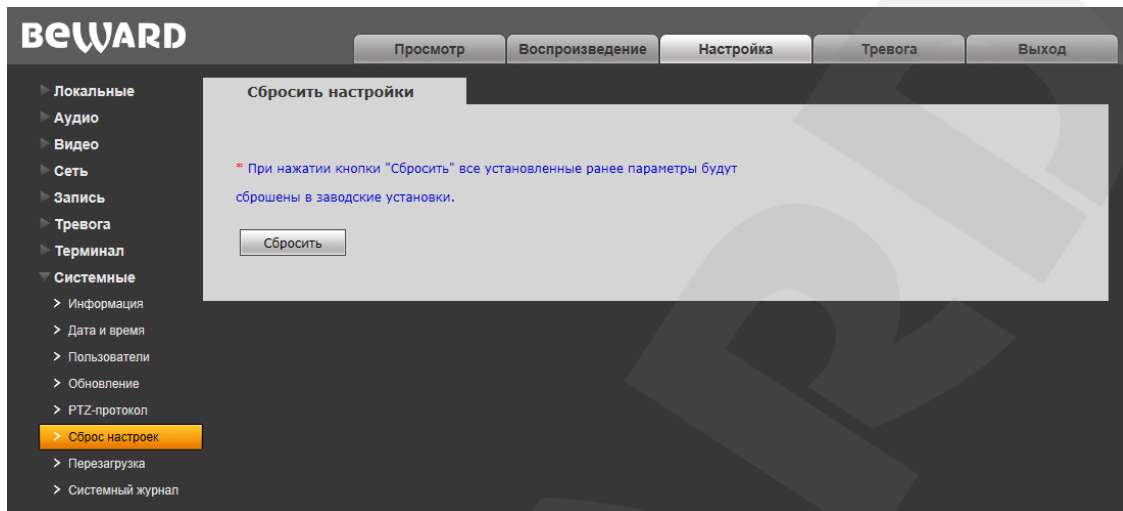 BEWARD
Просмотр
Воспроизведение
Настройка
Тревога
Выход
Локальные
Аудио
Видео
Сеть
Запись
Тревога
Терминал
Системные
Информация
Дата и время
Пользователи
Обновление
PTZ-протокол
Сброс настроек
Перезагрузка
Системный журнал
Сбросить настройки
* При нажатии кнопки "Сбросить" все установленные ранее параметры будут
сброшены в заводские установки.
Сбросить